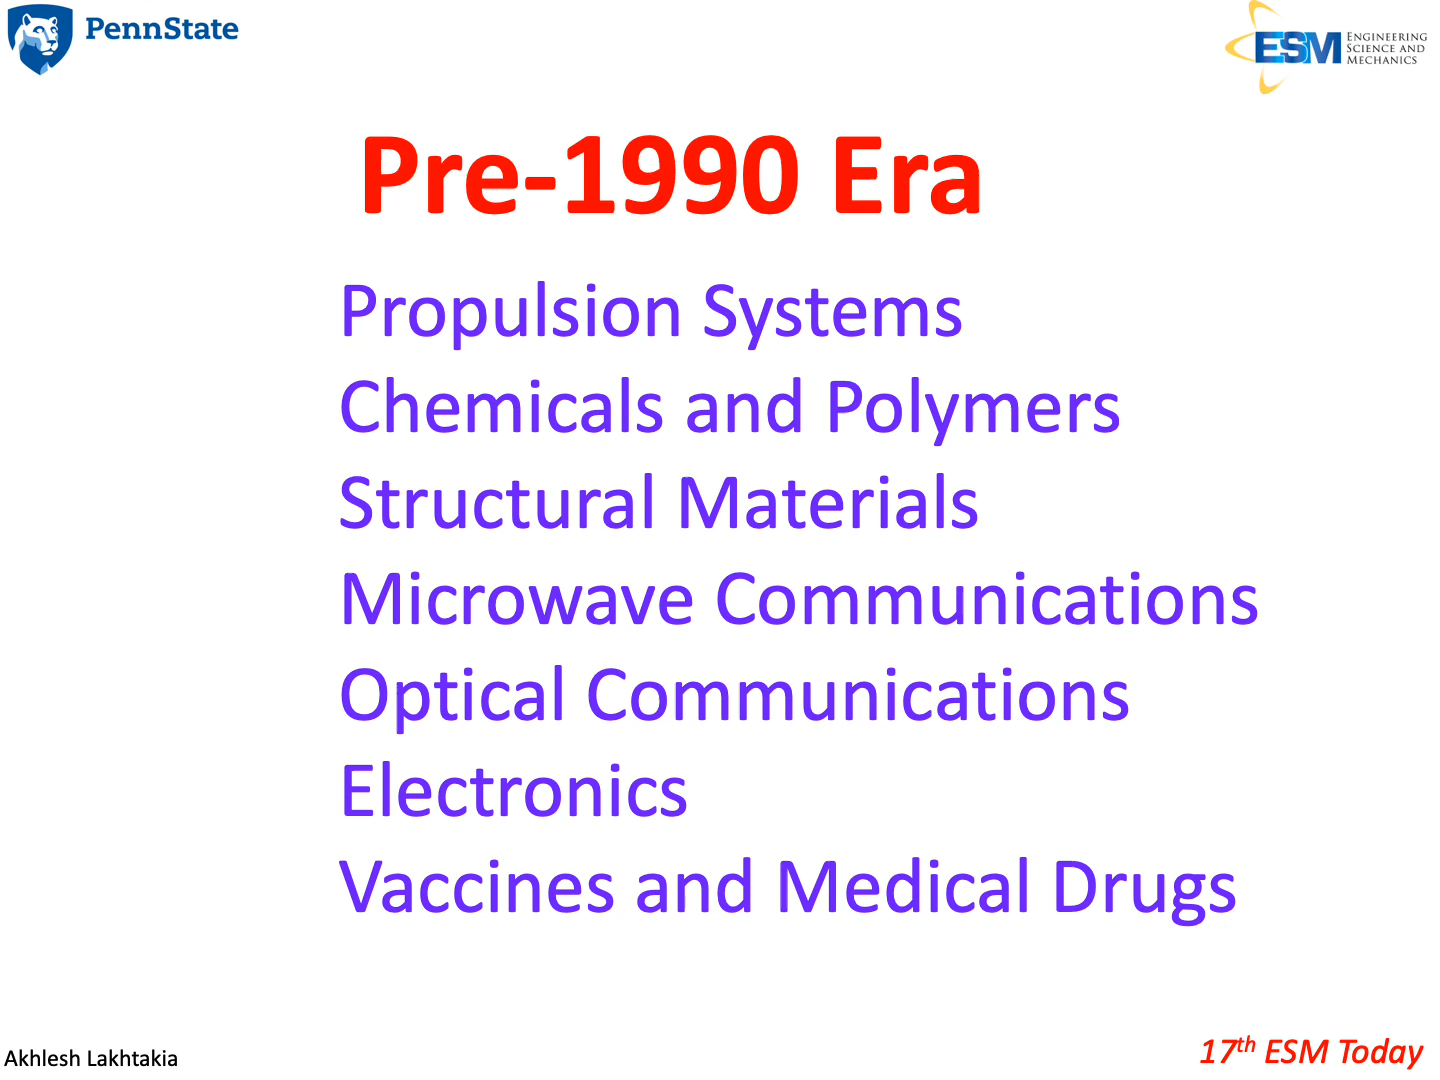 PennState
ESM
ENGINEERING
SCIENCE AND
MECHANICS
Pre-1990 Era
Propulsion Systems
Chemicals and Polymers
Structural Materials
Microwave Communications
Optical Communications
Electronics
Vaccines and Medical Drugs
Akhlesh Lakhtakia
17th ESM Today